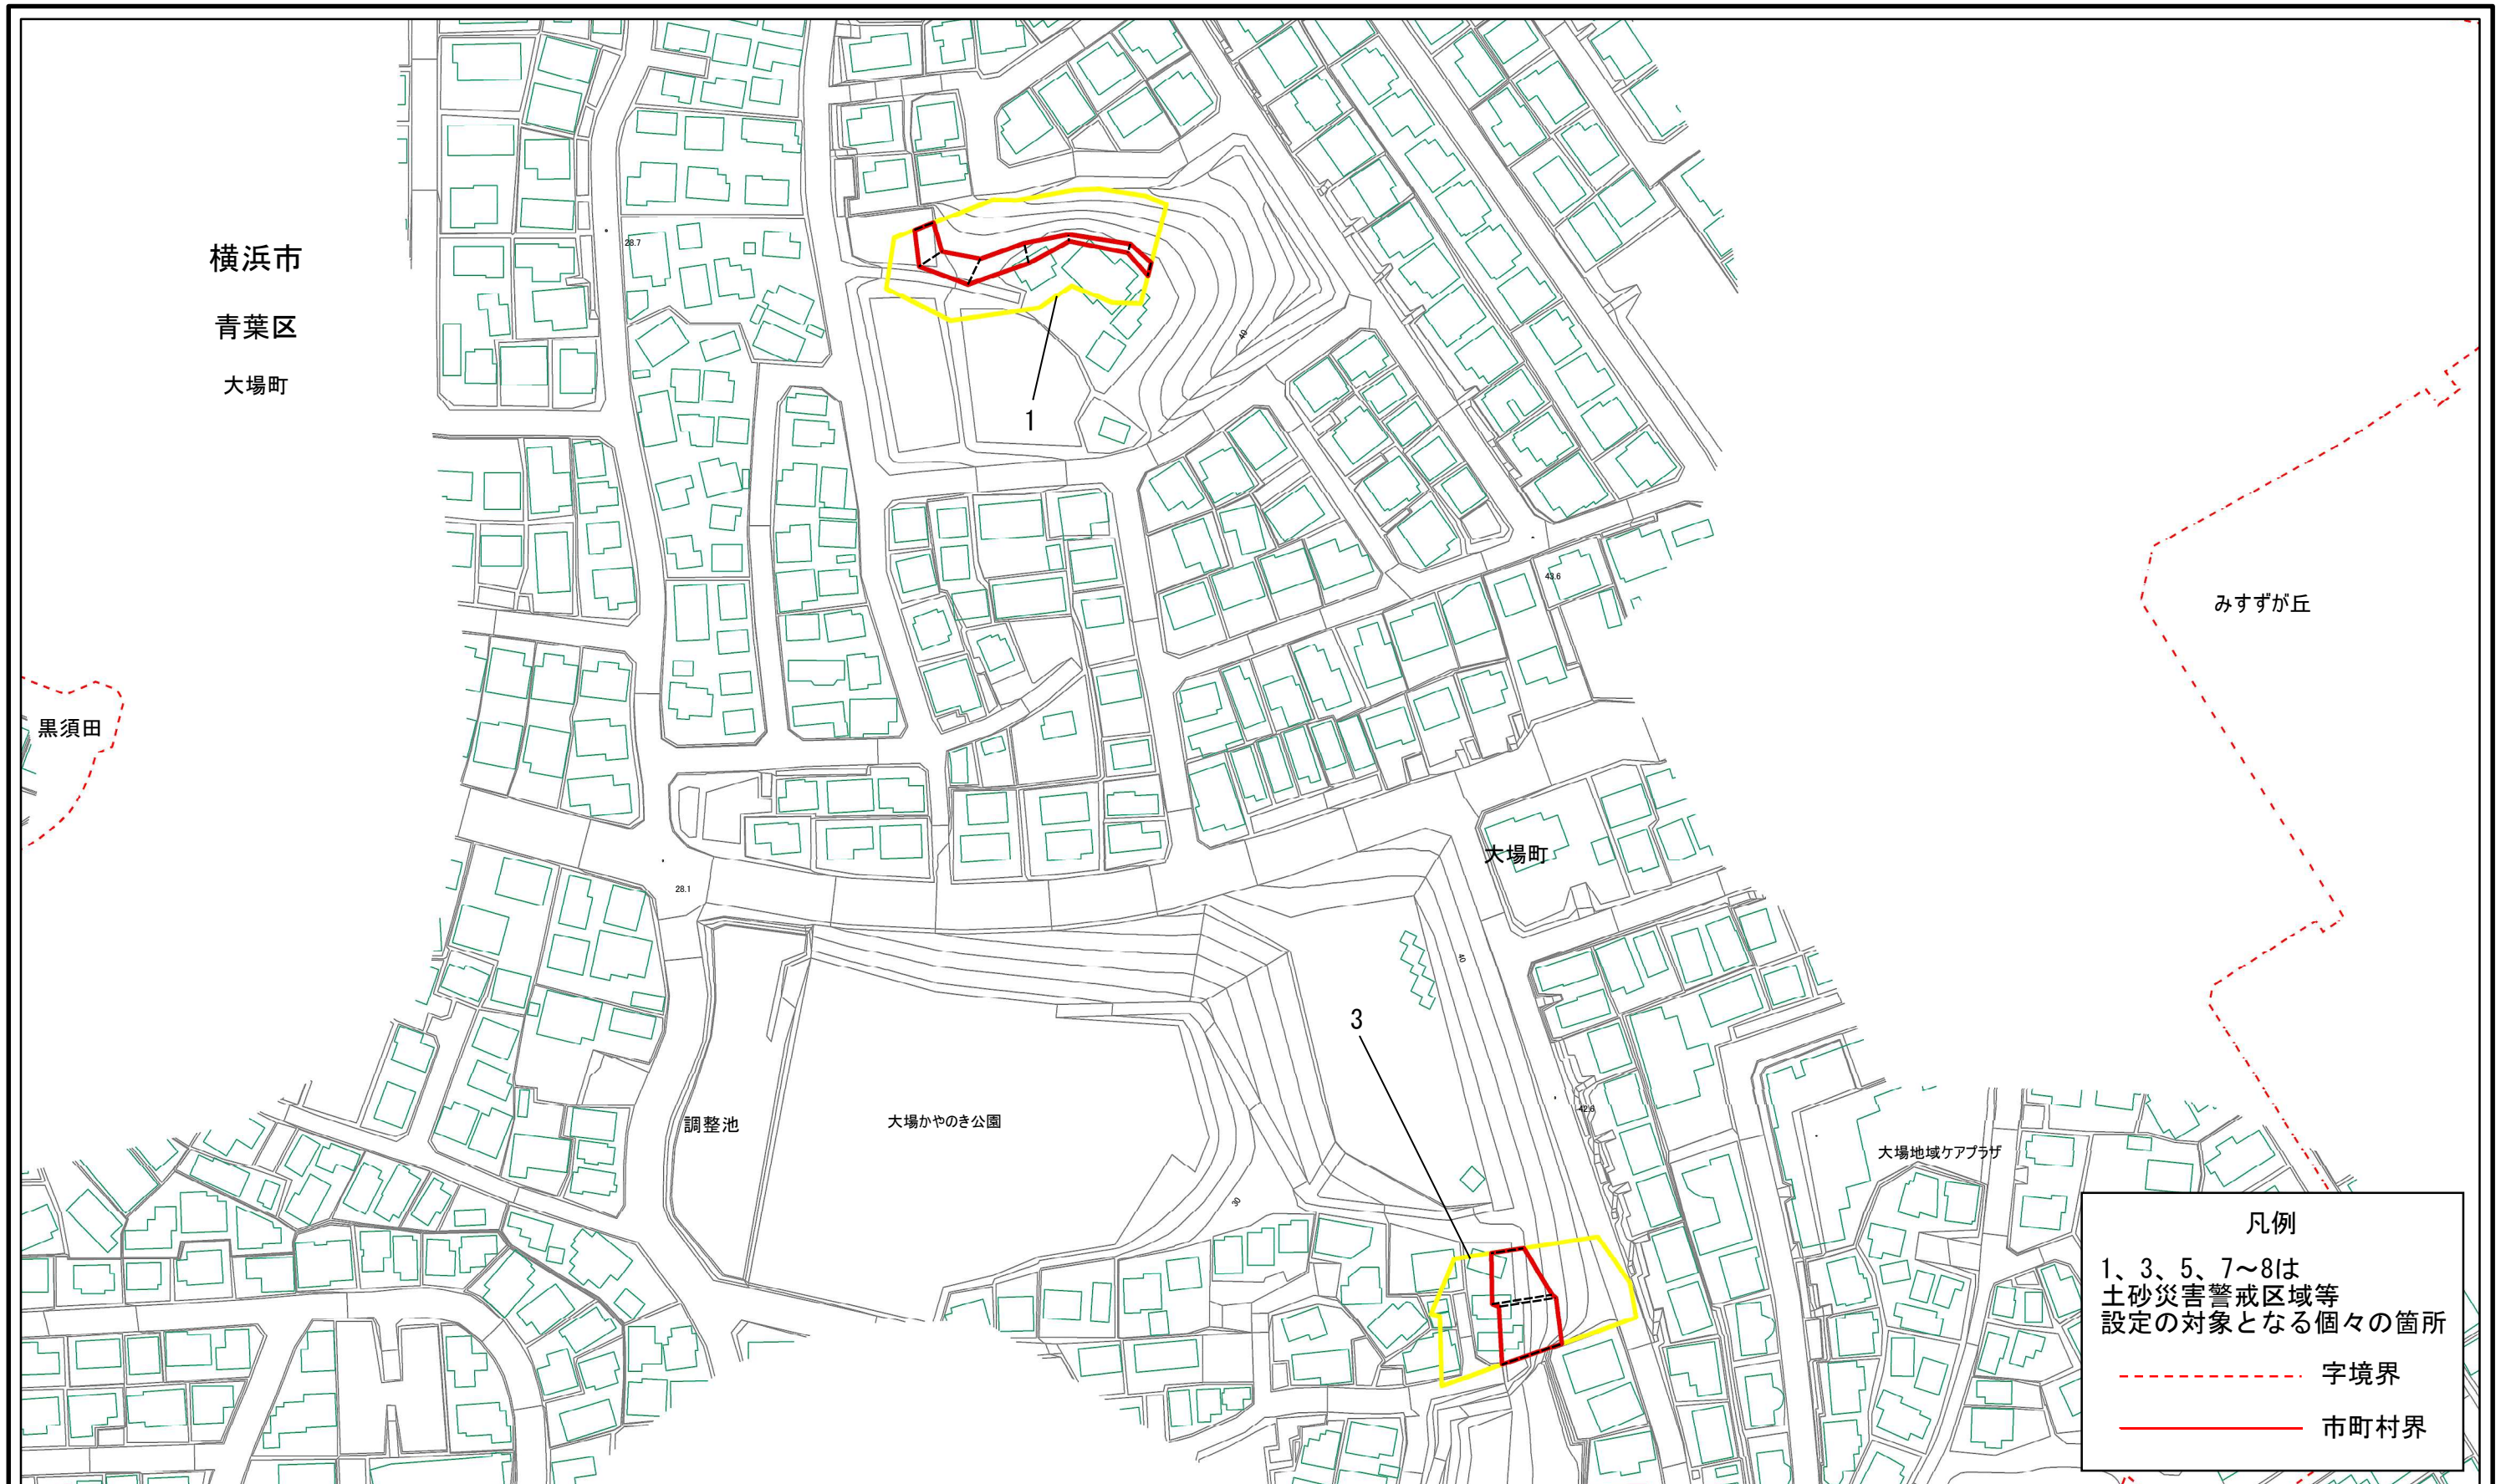 横浜市
青葉区
大場町
28.7
40
1
43.6
みすずが丘
黒須田
大場町
28.1
40
3
42.6
調整池
大場かやのき公園
30
大場地域ケアプラザ
凡例
1、3、5、7～8は
土砂災害警戒区域等
設定の対象となる個々の箇所
字境界
市町村界